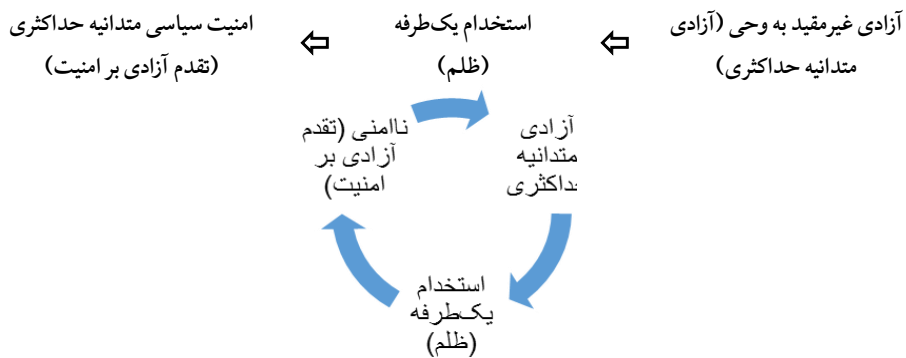 آزادی غیرمقید به وحی (آزادی
متدانیه حداکثری)
⇦
استخدام یک‌طرفه
(ظلم)
⇦
امنیت سیاسی متدانیه حداکثری
(تقدم آزادی بر امنیت)
آزادی
متدانیه
حداکثری
استخدام
یک‌طرفه
(ظلم)
ناامنی (تقدم
آزادی بر
امنیت)